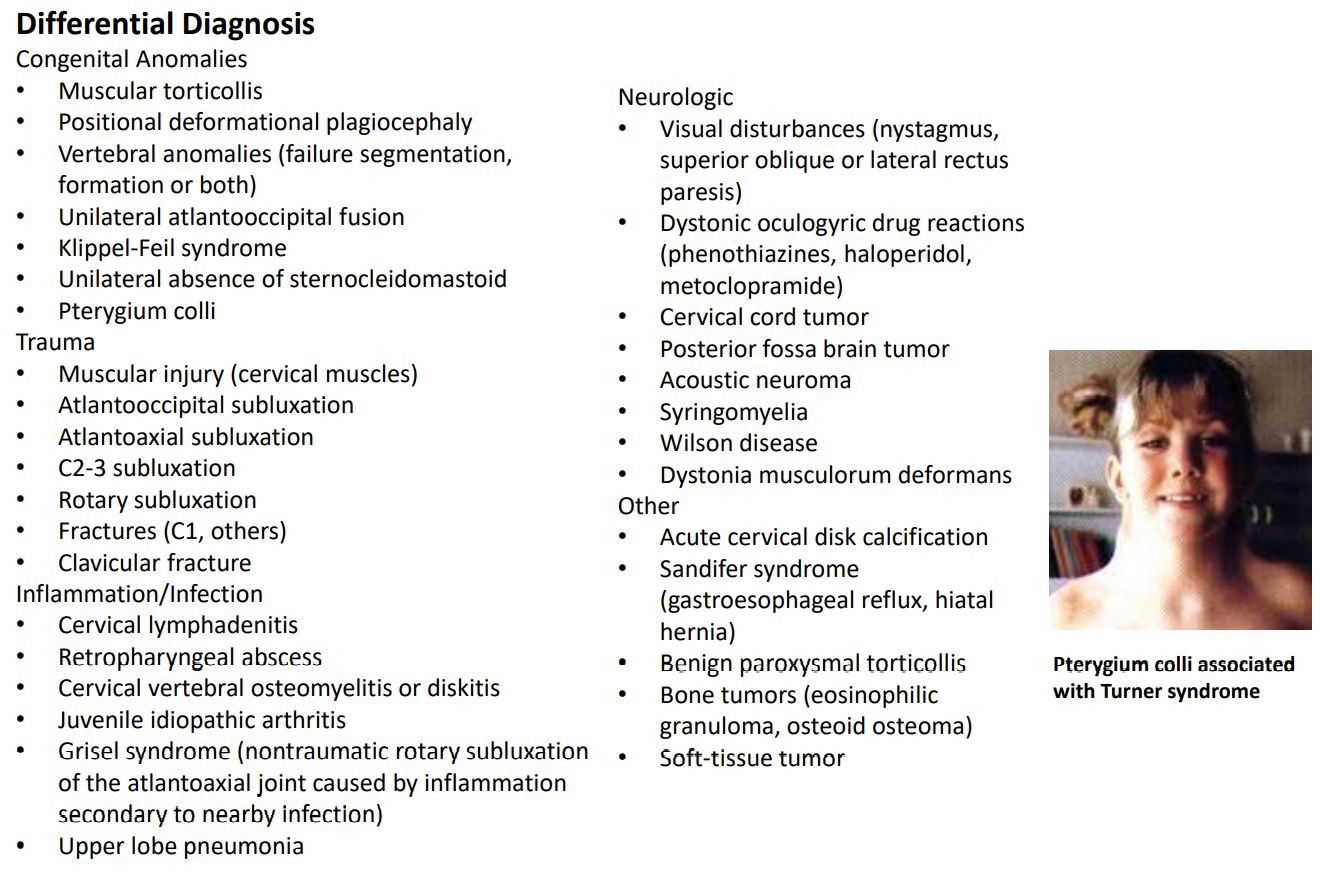 Differential Diagnosis
Congenital Anomalies
• Muscular torticollis
• Positional deformational plagiocephaly
• Vertebral anomalies (failure segmentation,
formation or both)
• Unilateral atlantooccipital fusion
• Klippel-Feil syndrome
• Unilateral absence of sternocleidomastoid
• Pterygium colli
Trauma
• Muscular injury (cervical muscles)
• Atlantooccipital subluxation
• Atlantoaxial subluxation
• C2-3 subluxation
• Rotary subluxation
• Fractures (C1, others)
• Clavicular fracture
Inflammation/Infection
• Cervical lymphadenitis
• Retropharyngeal abscess
• Cervical vertebral osteomyelitis or diskitis
• Juvenile idiopathic arthritis
• Grisel syndrome (nontraumatic rotary subluxation
of the atlantoaxial joint caused by inflammation
secondary to nearby infection)
• Upper lobe pneumonia
Neurologic
• Visual disturbances (nystagmus,
superior oblique or lateral rectus
paresis)
• Dystonic oculogyric drug reactions
(phenothiazines, haloperidol,
metoclopramide)
• Cervical cord tumor
• Posterior fossa brain tumor
• Acoustic neuroma
• Syringomyelia
• Wilson disease
• Dystonia musculorum deformans
Other
• Acute cervical disk calcification
• Sandifer syndrome
(gastroesophageal reflux, hiatal
hernia)
• Benign paroxysmal torticollis
• Bone tumors (eosinophilic
granuloma, osteoid osteoma)
• Soft-tissue tumor
Pterygium colli associated
with Turner syndrome